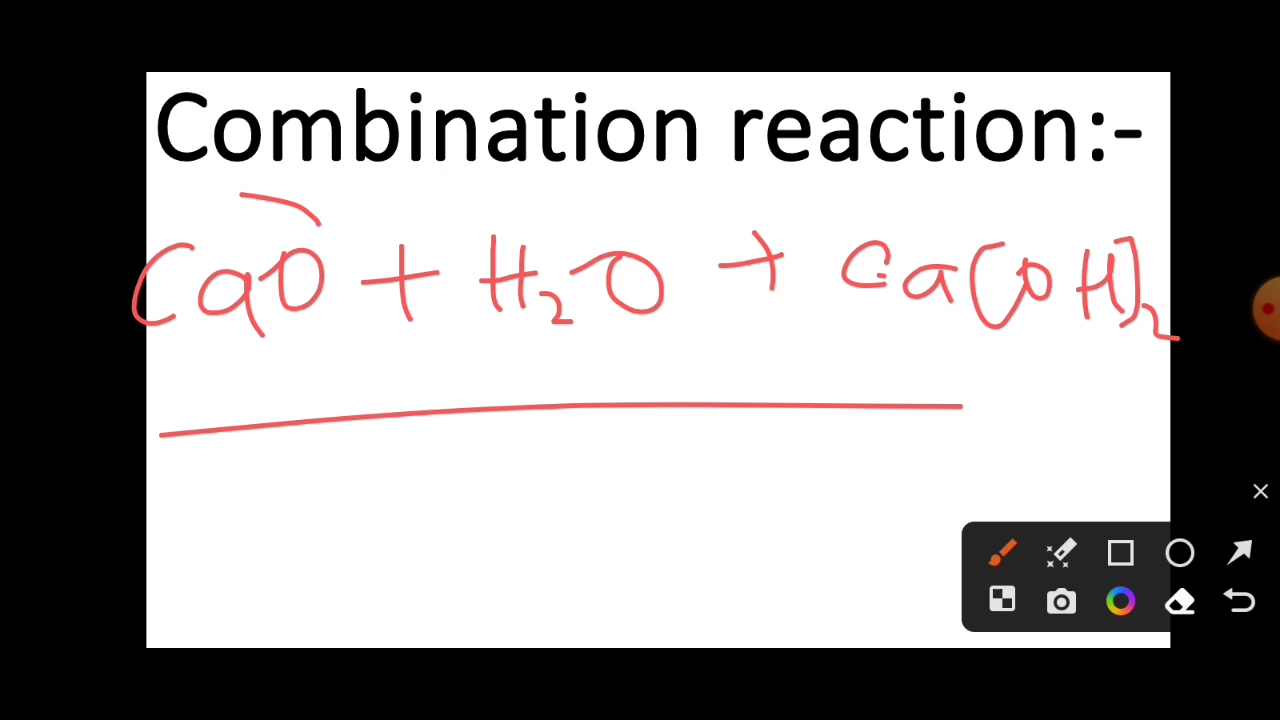 Combination reaction:-
CaO + H₂O + Ca(OH)₂